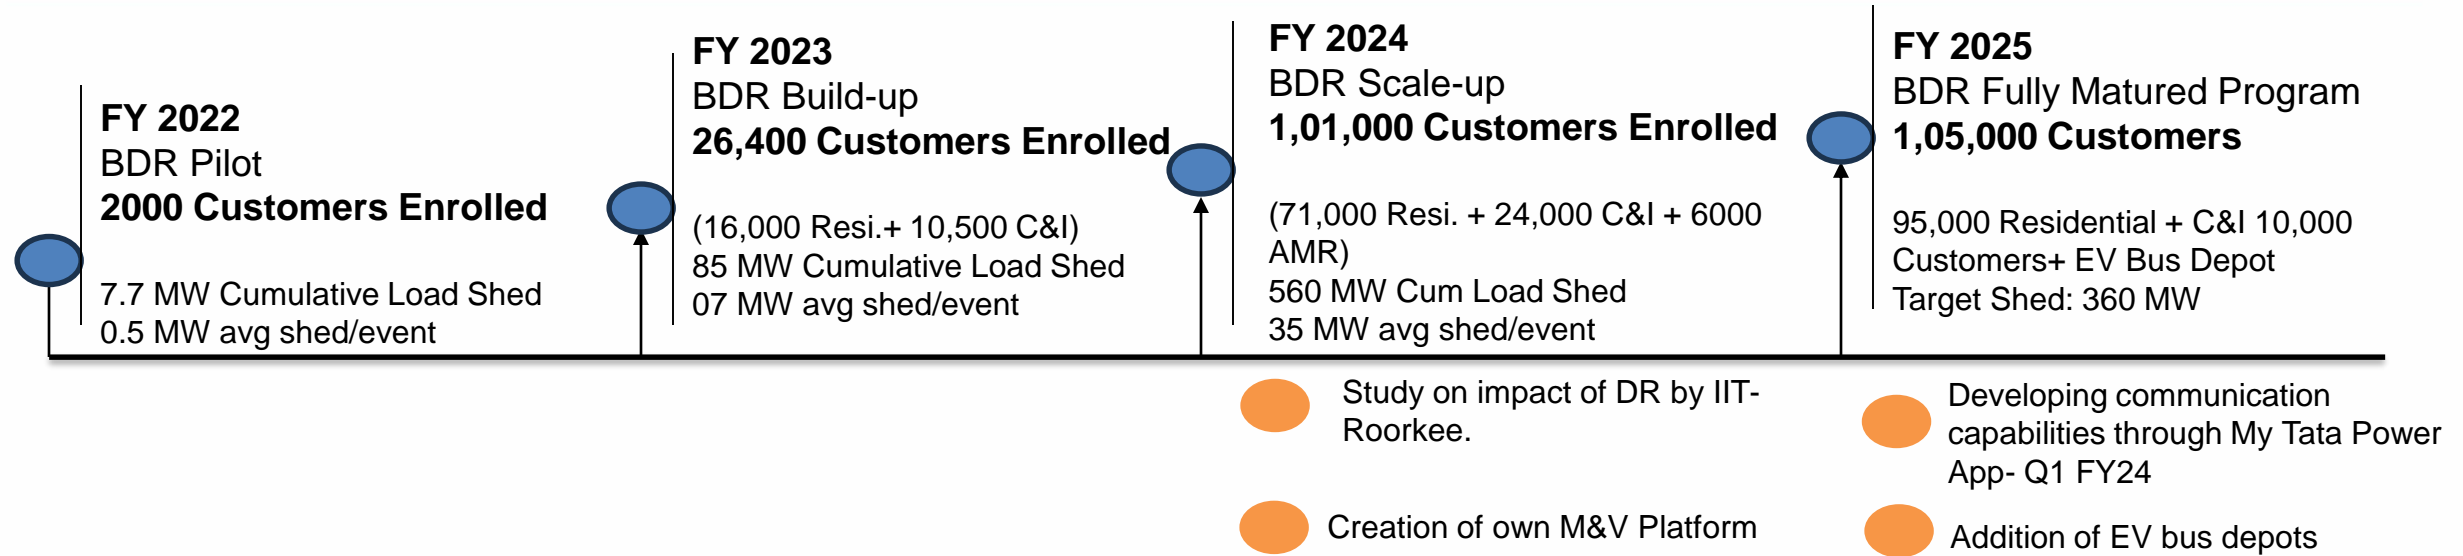 FY 2022
BDR Pilot
2000 Customers Enrolled
7.7 MW Cumulative Load Shed
0.5 MW avg shed/event
FY 2023
BDR Build-up
26,400 Customers Enrolled
(16,000 Resi.+ 10,500 C&I)
85 MW Cumulative Load Shed
07 MW avg shed/event
FY 2024
BDR Scale-up
1,01,000 Customers Enrolled
(71,000 Resi. + 24,000 C&I + 6000
AMR)
560 MW Cum Load Shed
35 MW avg shed/event
FY 2025
BDR Fully Matured Program
1,05,000 Customers
95,000 Residential + C&I 10,000
Customers+ EV Bus Depot
Target Shed: 360 MW
Study on impact of DR by IIT-
Roorkee.
Creation of own M&V Platform
Developing communication
capabilities through My Tata Power
App- Q1 FY24
Addition of EV bus depots